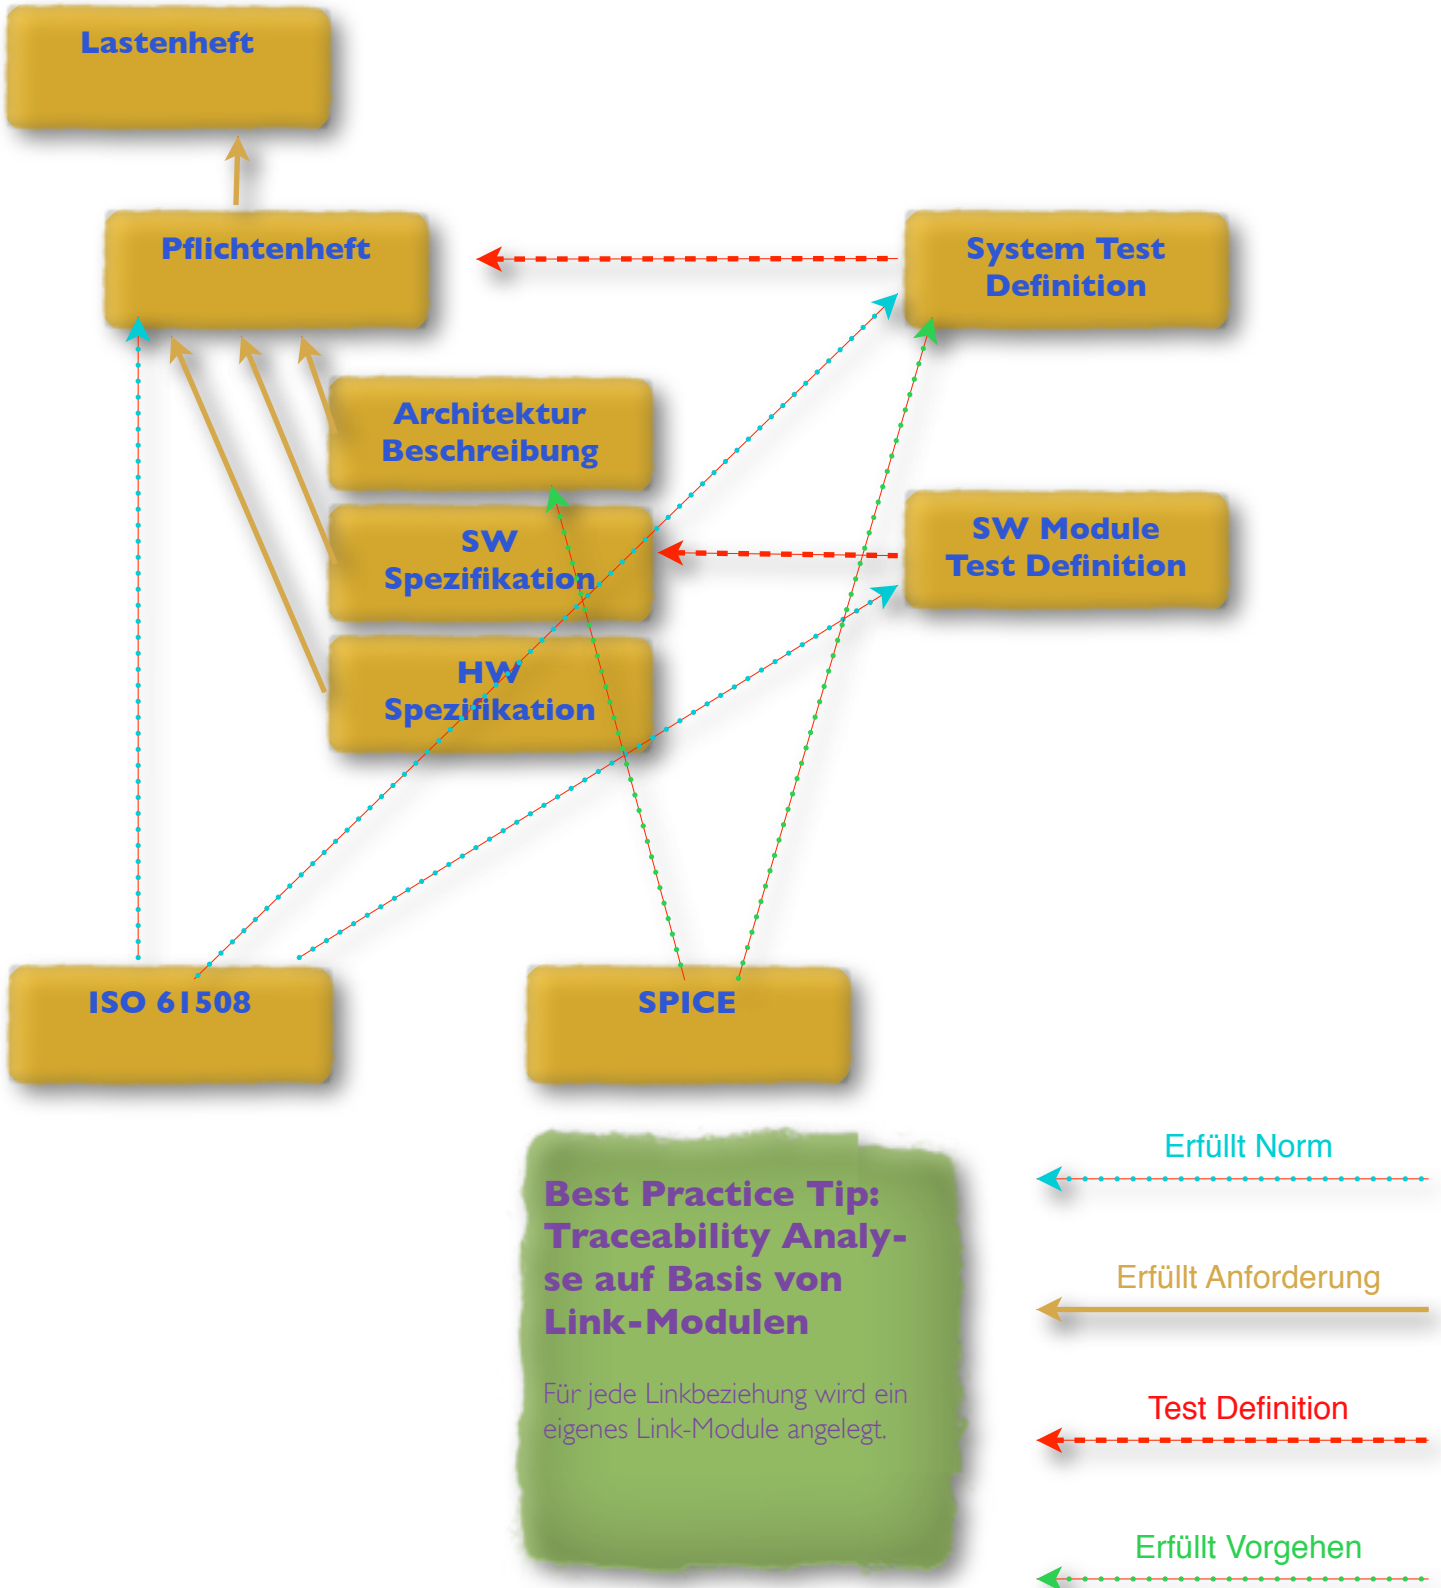 Lastenheft
Pflichtenheft
System Test
Definition
Architektur
Beschreibung
SW
Spezifikation
SW Module
Test Definition
HW
Spezifikation
ISO 61508
SPICE
Best Practice Tip:
Traceability Analy-
se auf Basis von
Link-Modulen
Für jede Linkbeziehung wird ein
eigenes Link-Module angelegt.
Erfüllt Norm
Erfüllt Anforderung
Test Definition
Erfüllt Vorgehen